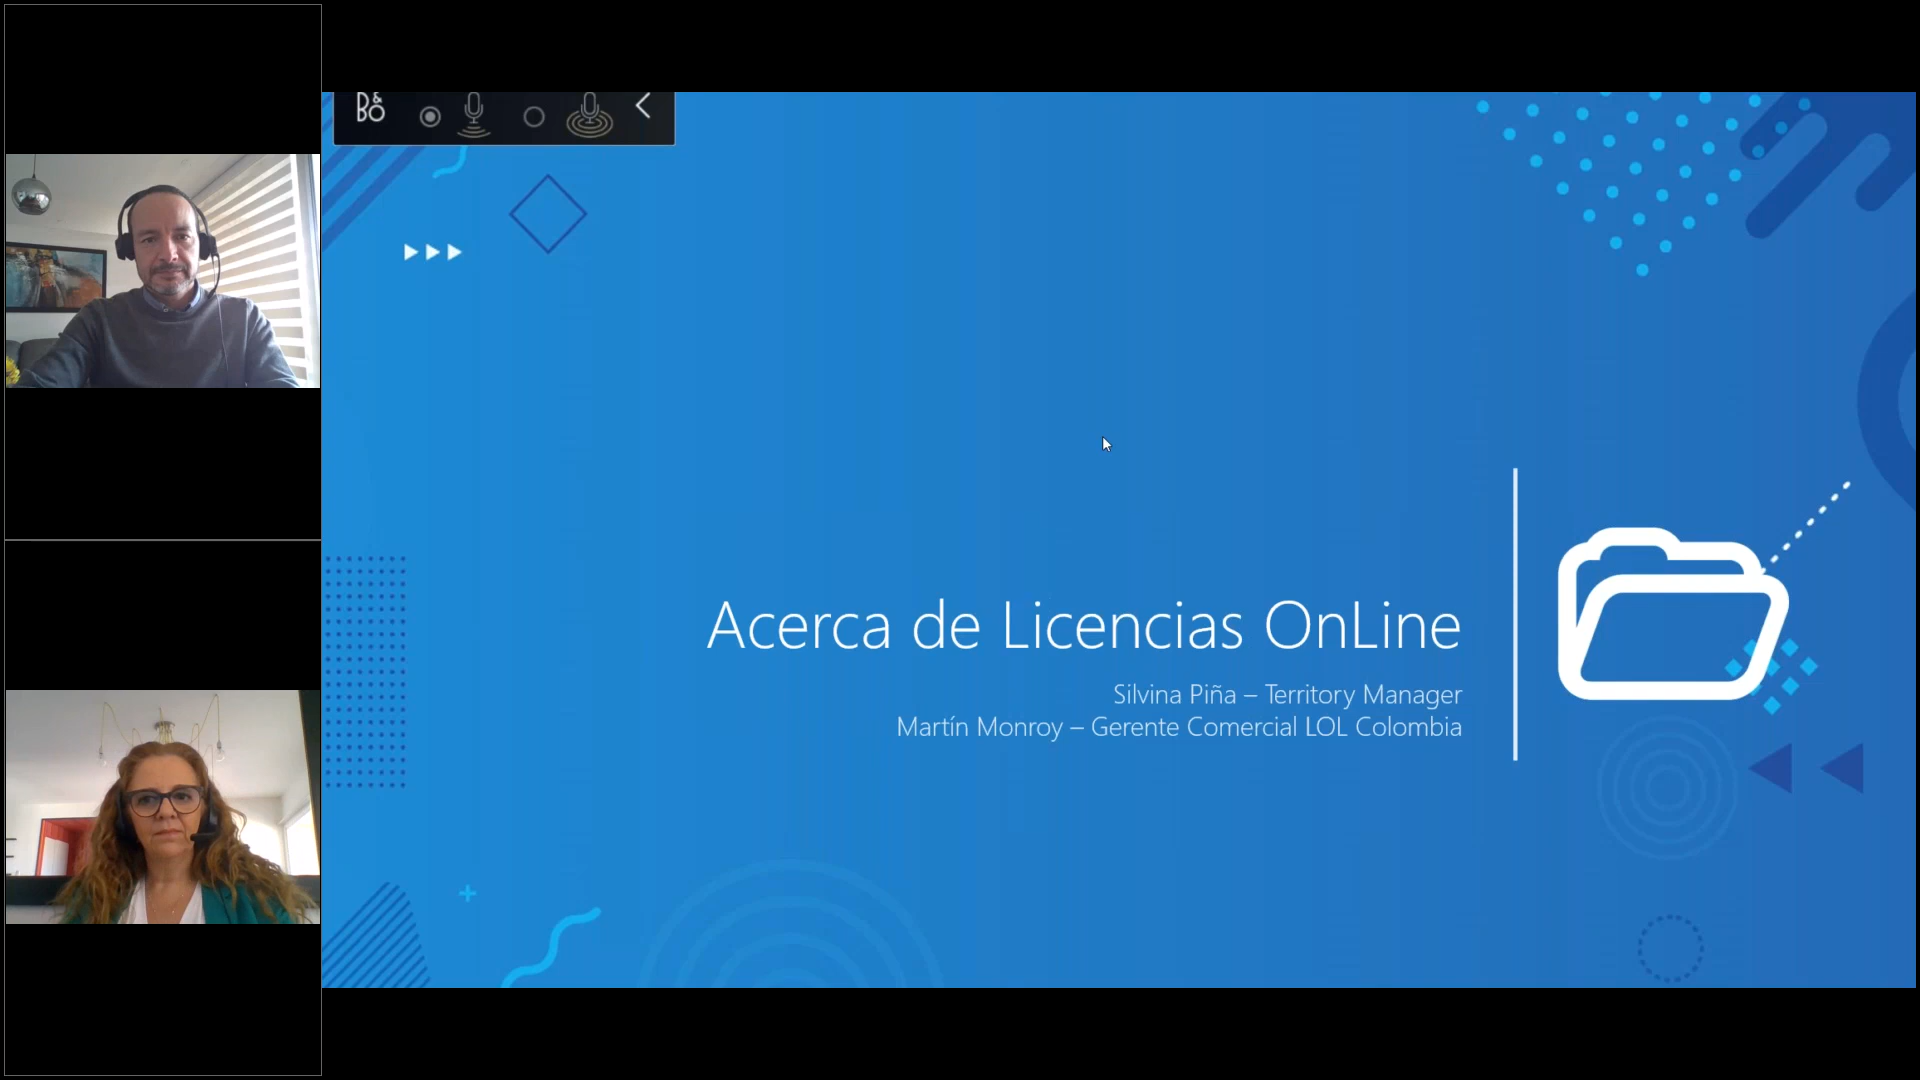 B&O
Acerca de Licencias OnLine
Silvina Piña – Territory Manager
Martín Monroy – Gerente Comercial LOL Colombia